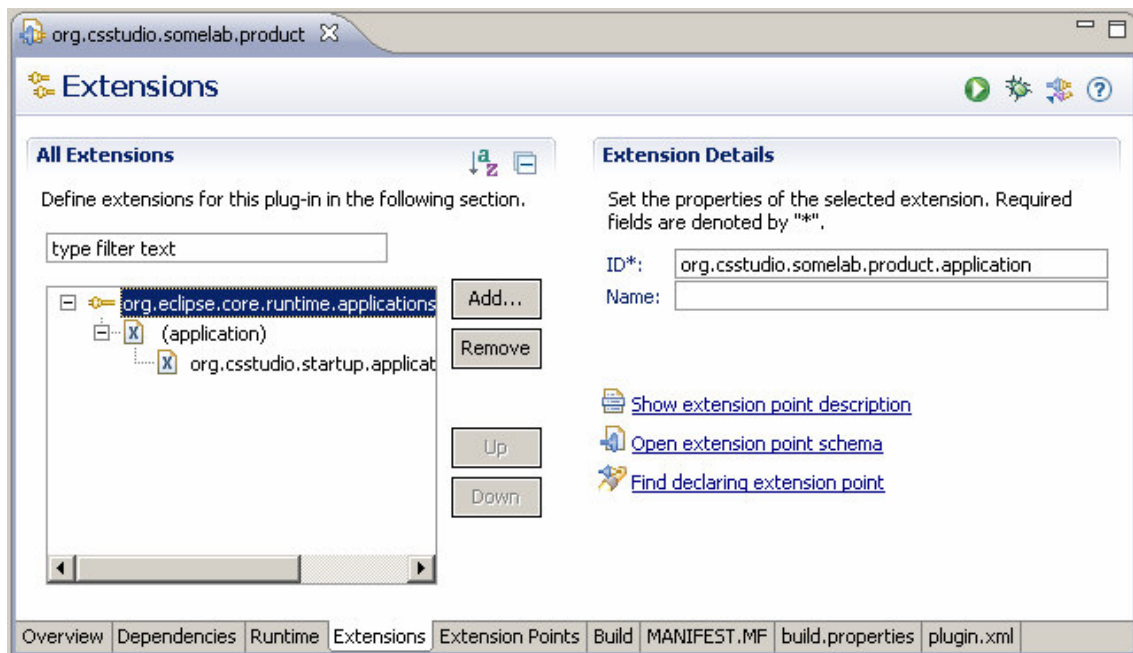 org.csstudio.somelab.product
Extensions
All Extensions
Define extensions for this plug-in in the following section.
type filter text
org.eclipse.core.runtime.applications
(application)
org.csstudio.startup.applicat
Add...
Remove
Up
Down
Extension Details
Set the properties of the selected extension. Required
fields are denoted by "*".
ID*: org.csstudio.somelab.product.application
Name:
Show extension point description
Open extension point schema
Find declaring extension point
Overview Dependencies Runtime Extensions Extension Points Build MANIFEST.MF build.properties plugin.xml